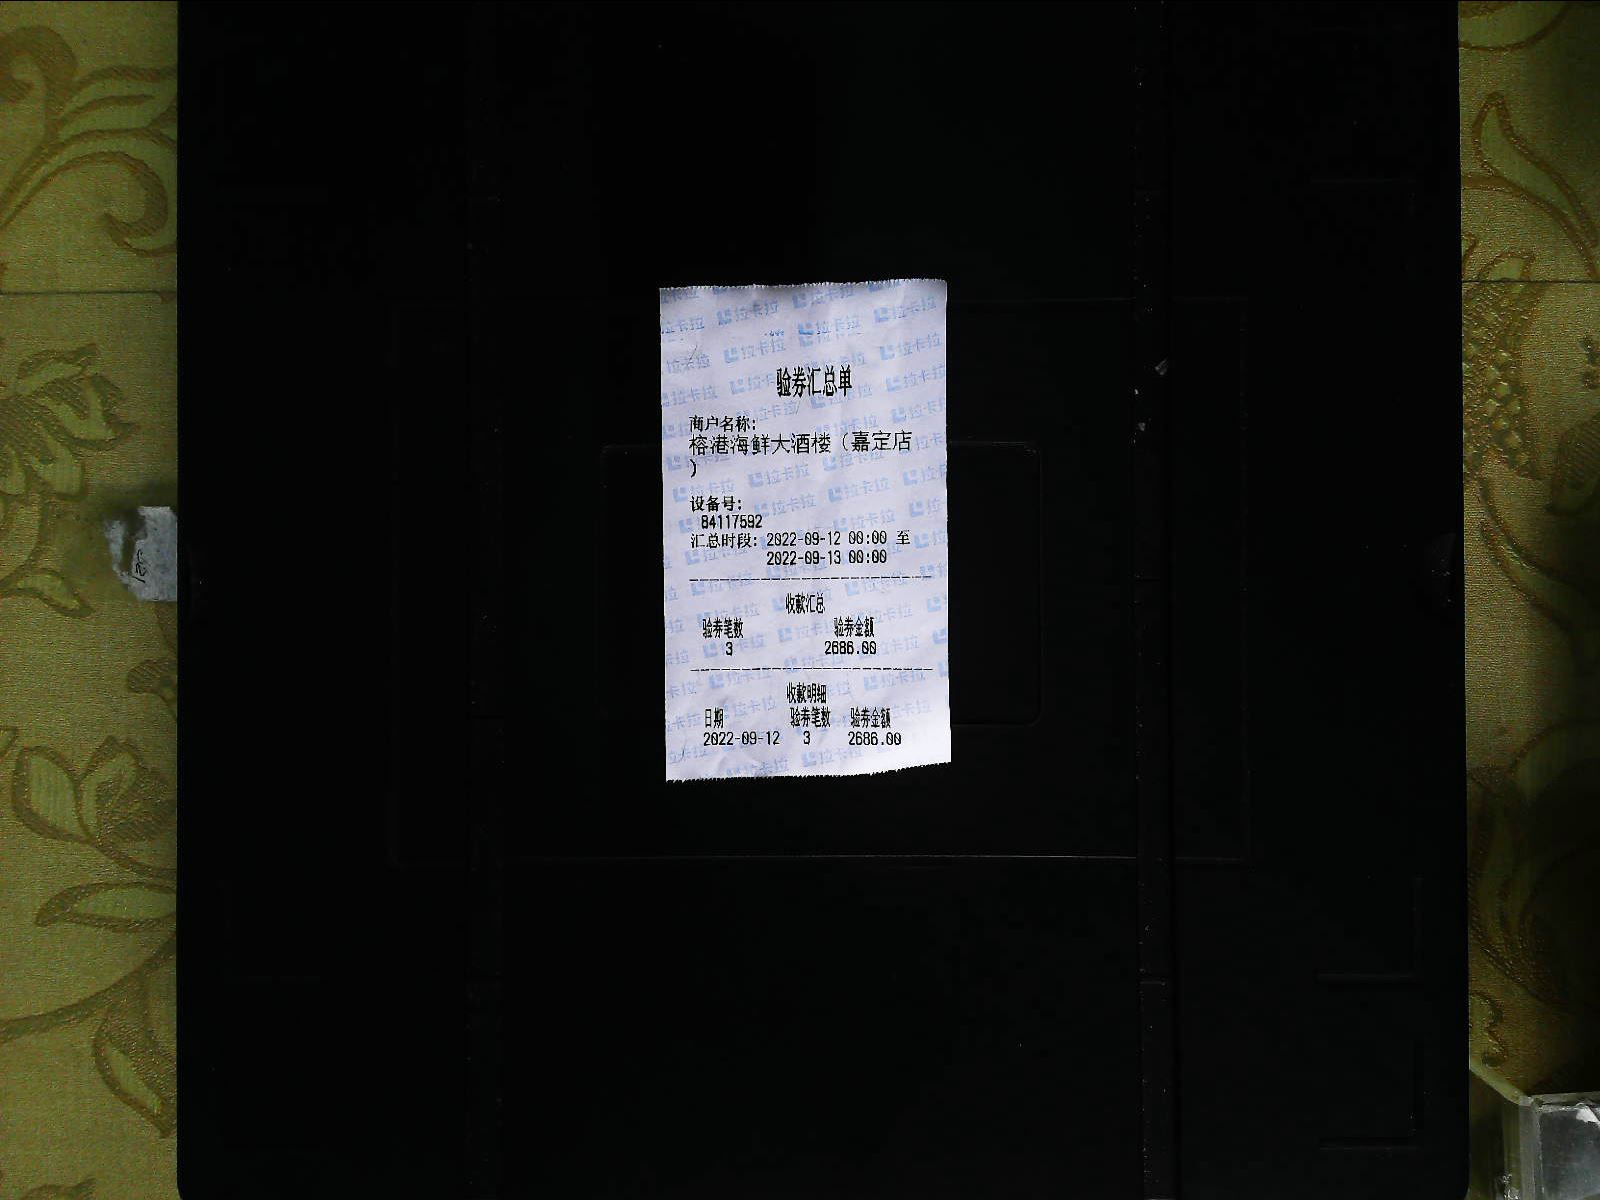 验券汇总单
商户名称:
榕港海鲜大酒楼（嘉定店
）
设备号:
84117592
汇总时段: 2022-09-12 00:00 至
2022-09-13 00:00
收款汇总
验券笔数 验券金额
3 2686.00
收款明细
日期 验券笔数 验券金额
2022-09-12 3 2686.00